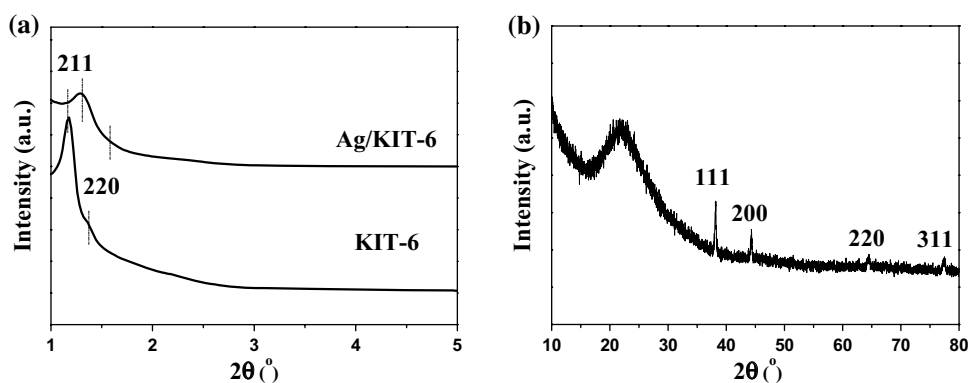 (a)
211
Ag/KIT-6
220
KIT-6
Intensity (a.u.)
1 2 3 4 5
2θ (°)
(b)
111
200
220
311
Intensity (a.u.)
10 20 30 40 50 60 70 80
2θ (°)